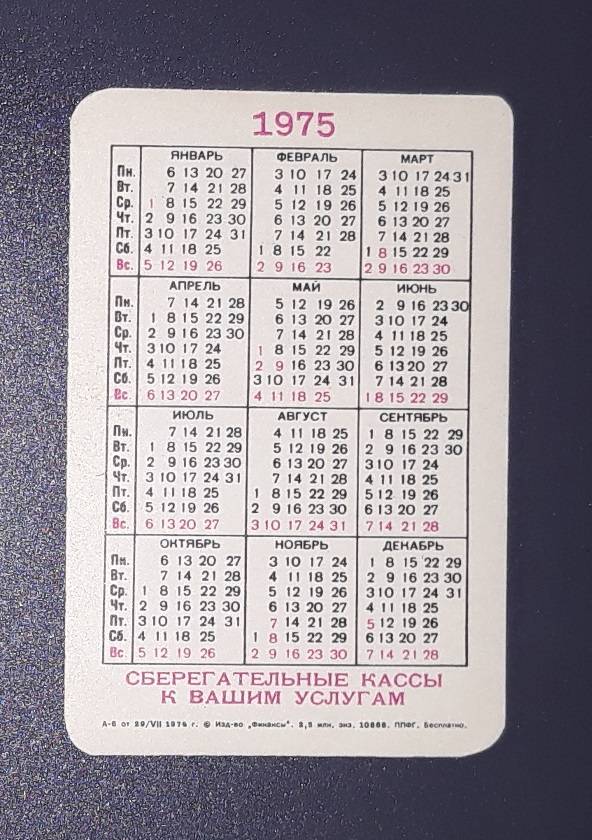 1975
ЯНВАРЬ ФЕВРАЛЬ МАРТ
Пн. 6 13 20 27 3 10 17 24 3 10 17 24 31
Вт. 7 14 21 28 4 11 18 25 4 11 18 25
Ср. 1 8 15 22 29 5 12 19 26 5 12 19 26
Чт. 2 9 16 23 30 6 13 20 27 6 13 20 27
Пт. 3 10 17 24 31 7 14 21 28 7 14 21 28
Сб. 4 11 18 25 1 8 15 22 1 8 15 22 29
Вс. 5 12 19 26 2 9 16 23 2 9 16 23 30
АПРЕЛЬ МАЙ ИЮНЬ
Пн. 7 14 21 28 5 12 19 26 2 9 16 23 30
Вт. 1 8 15 22 29 6 13 20 27 3 10 17 24
Ср. 2 9 16 23 30 7 14 21 28 4 11 18 25
Чт. 3 10 17 24 1 8 15 22 29 5 12 19 26
Пт. 4 11 18 25 2 9 16 23 30 6 13 20 27
Сб. 5 12 19 26 3 10 17 24 31 7 14 21 28
Вс. 6 13 20 27 4 11 18 25 1 8 15 22 29
ИЮЛЬ АВГУСТ СЕНТЯБРЬ
Пн. 7 14 21 28 4 11 18 25 1 8 15 22 29
Вт. 1 8 15 22 29 5 12 19 26 2 9 16 23 30
Ср. 2 9 16 23 30 6 13 20 27 3 10 17 24
Чт. 3 10 17 24 31 7 14 21 28 4 11 18 25
Пт. 4 11 18 25 1 8 15 22 29 5 12 19 26
Сб. 5 12 19 26 2 9 16 23 30 6 13 20 27
Вс. 6 13 20 27 3 10 17 24 31 7 14 21 28
ОКТЯБРЬ НОЯБРЬ ДЕКАБРЬ
Пн. 6 13 20 27 3 10 17 24 1 8 15 22 29
Вт. 7 14 21 28 4 11 18 25 2 9 16 23 30
Ср. 1 8 15 22 29 5 12 19 26 3 10 17 24 31
Чт. 2 9 16 23 30 6 13 20 27 4 11 18 25
Пт. 3 10 17 24 31 7 14 21 28 5 12 19 26
Сб. 4 11 18 25 1 8 15 22 29 6 13 20 27
Вс. 5 12 19 26 2 9 16 23 30 7 14 21 28
СБЕРЕГАТЕЛЬНЫЕ КАССЫ
К ВАШИМ УСЛУГАМ
А-6 от 29/VII 1974 г. © Изд-во „Финансы". 2,5 млн. экз. 10868. ППФГ. Бесплатно.